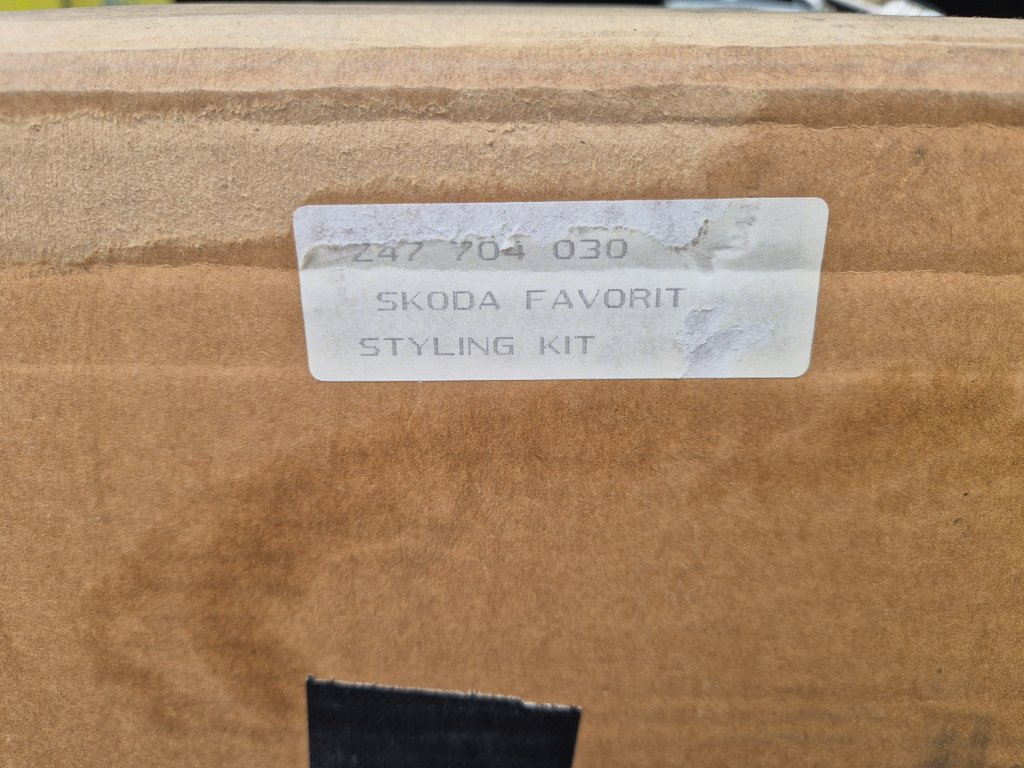 247 704 030
SKODA FAVORIT
STYLING KIT